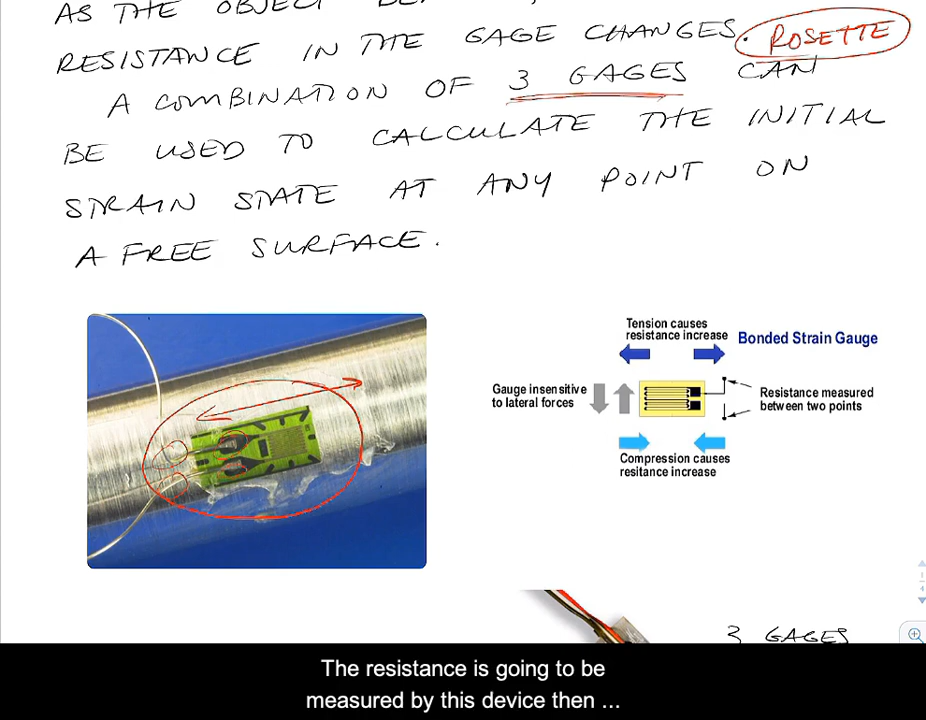 AS THE OBJECT
RESISTANCE IN THE GAGE CHANGES. ROSETTE
A COMBINATION OF 3 GAGES CAN
BE USED TO CALCULATE THE INITIAL
STRAIN STATE AT ANY POINT ON
A FREE SURFACE.
Tension causes
resistance increase
Bonded Strain Gauge
Gauge insensitive
to lateral forces
Resistance measured
between two points
Compression causes
resitance increase
3 GAGES
The resistance is going to be
measured by this device then ...